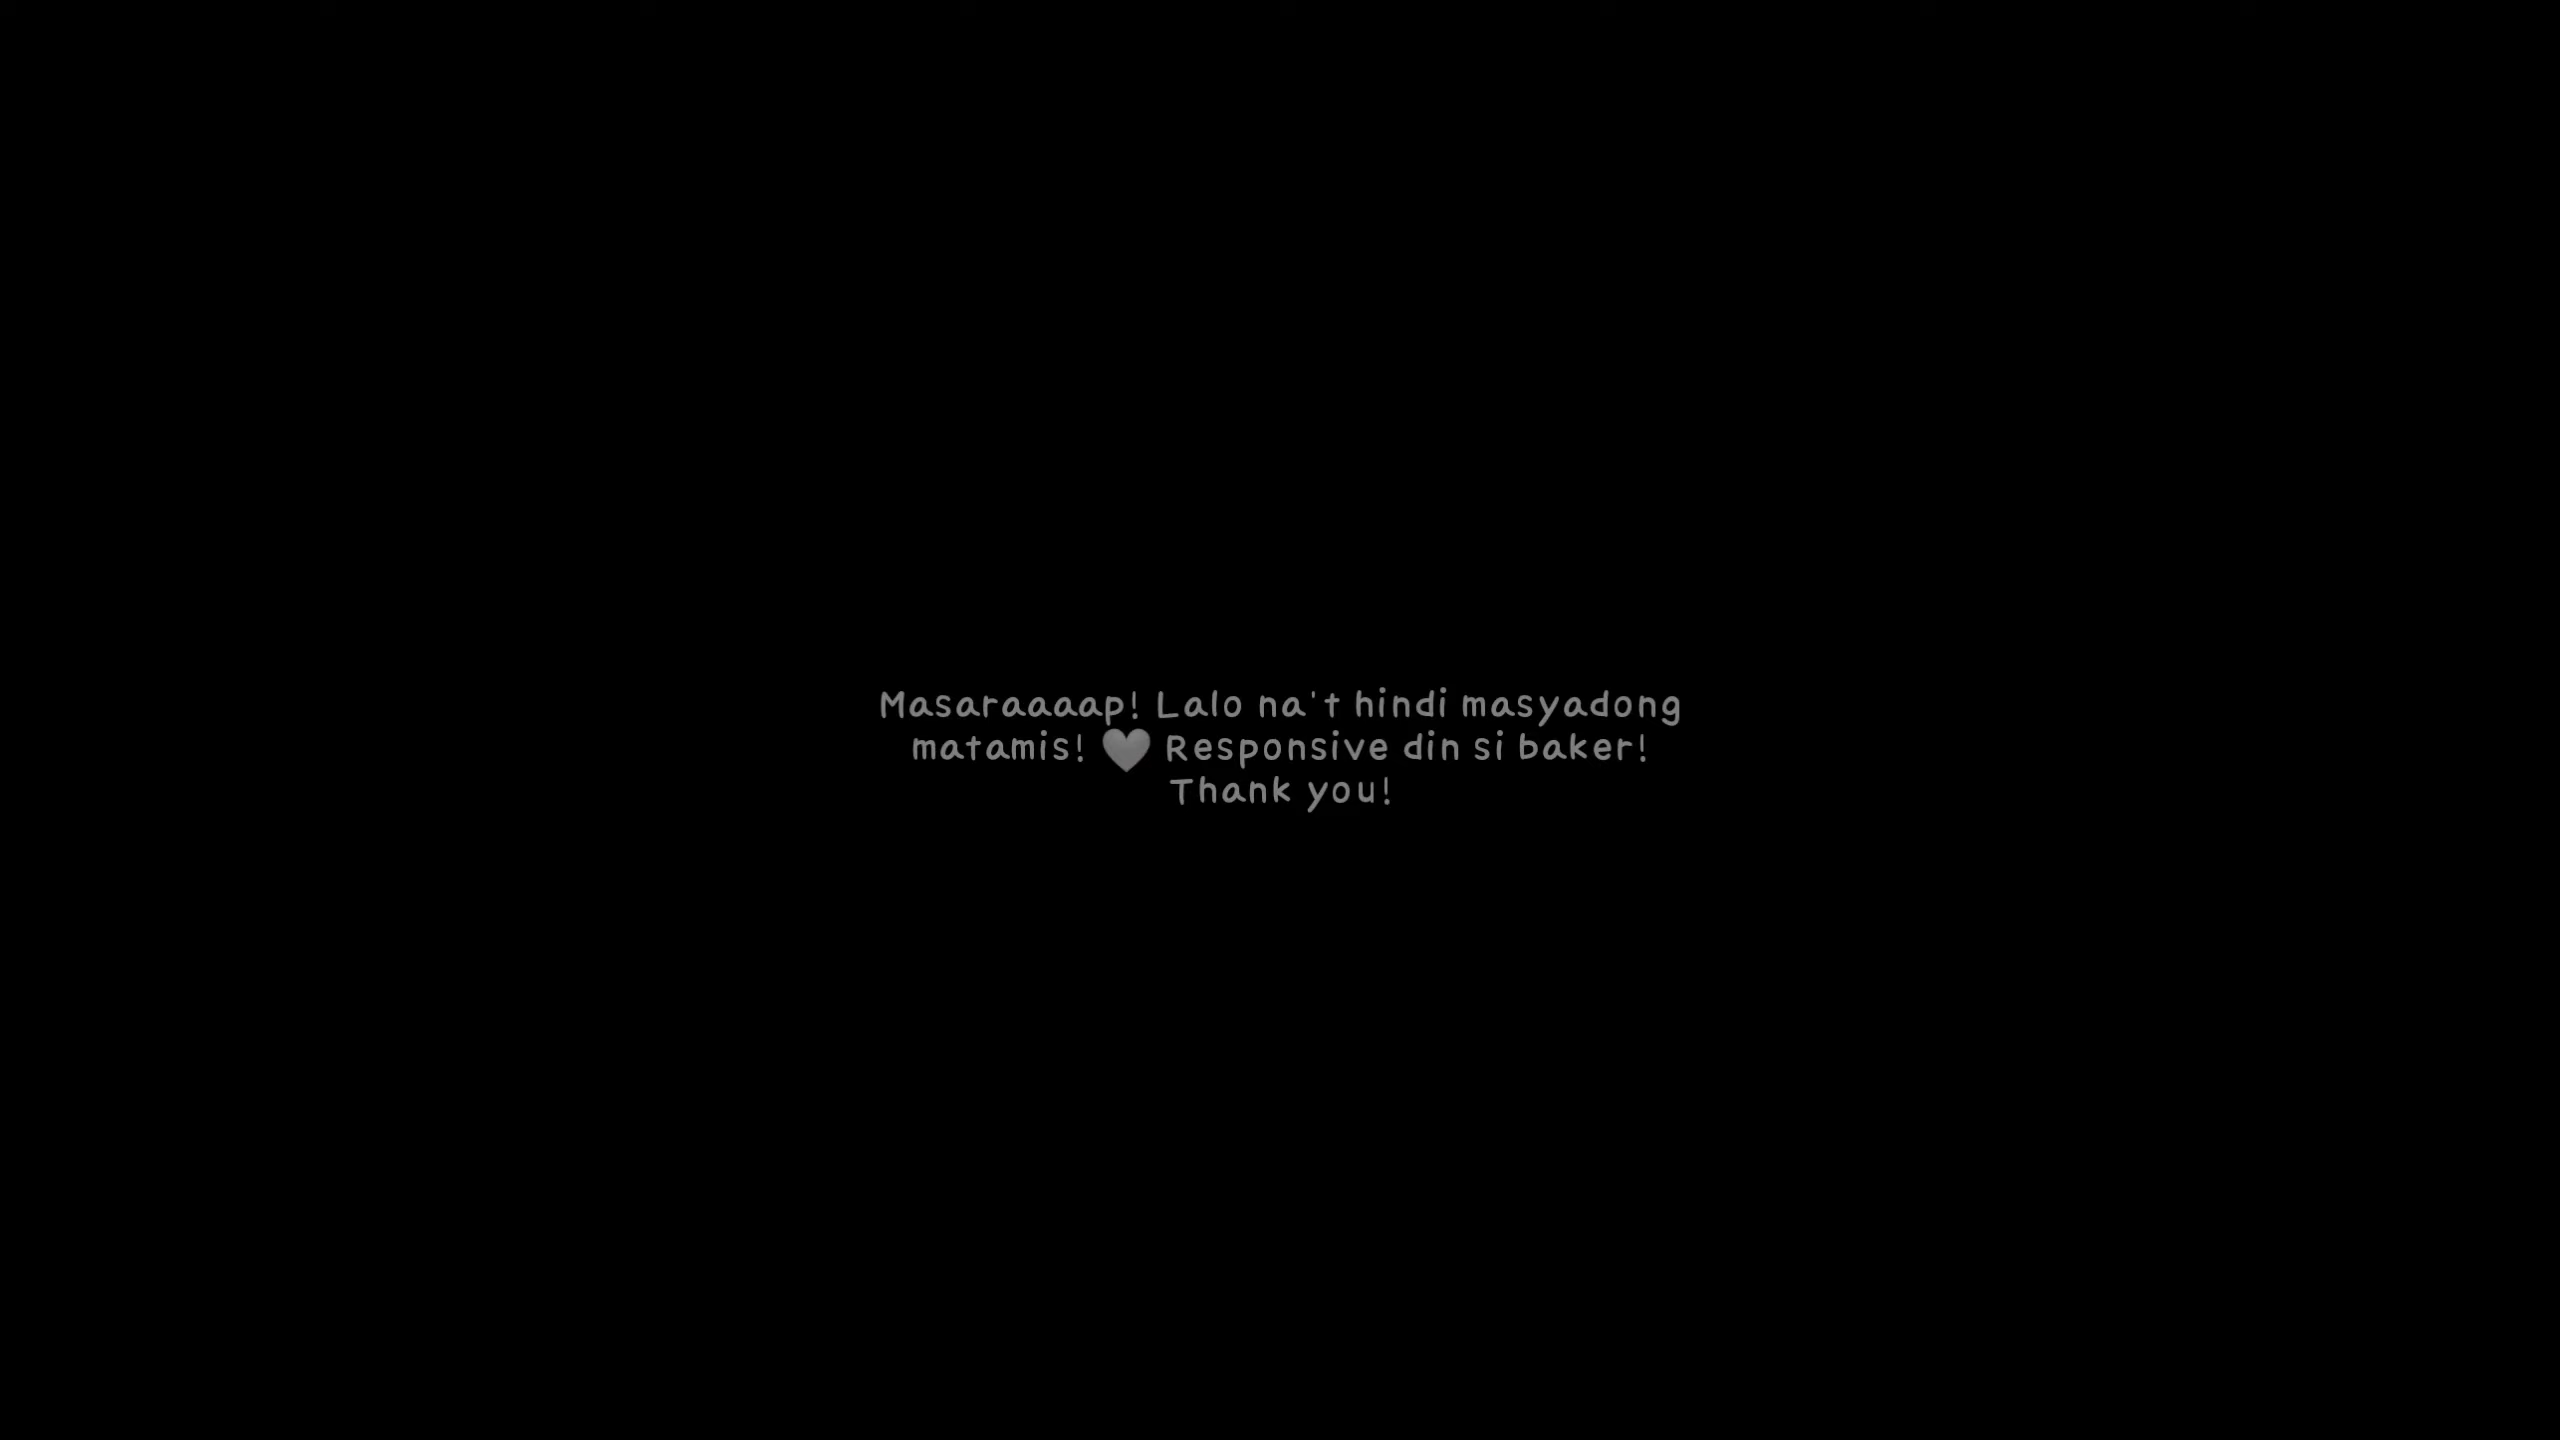 Masaraaaap! Lalo na't hindi masyadong
matamis! 🩶 Responsive din si baker!
Thank you!